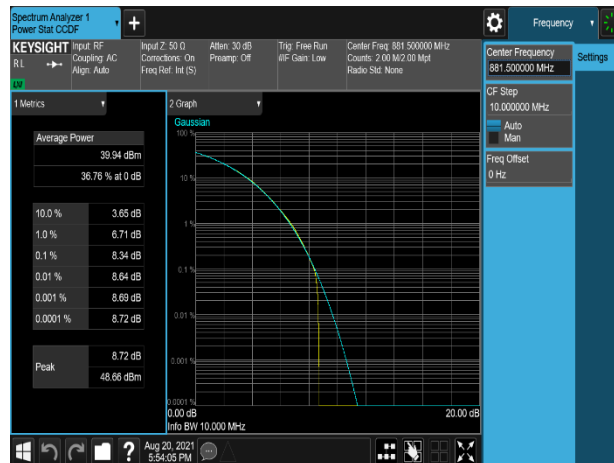 Spectrum Analyzer 1
Power Stat CCDF
Frequency
KEYSIGHT
RL
LV
Input: RF
Coupling: AC
Align: Auto
Input Z: 50 Ω
Corrections: On
Freq Ref: Int (S)
Atten: 30 dB
Preamp: Off
Trig: Free Run
#IF Gain: Low
Center Freq: 881.500000 MHz
Counts: 2.00 M/2.00 Mpt
Radio Std: None
Center Frequency
881.500000 MHz
Settings
CF Step
10.000000 MHz
Auto
Man
Freq Offset
0 Hz
1 Metrics
Average Power
39.94 dBm
36.76 % at 0 dB
10.0 % 3.65 dB
1.0 % 6.71 dB
0.1 % 8.34 dB
0.01 % 8.64 dB
0.001 % 8.69 dB
0.0001 % 8.72 dB
Peak
8.72 dB
48.66 dBm
2 Graph
Gaussian
100 %
10 %
1 %
0.1 %
0.01 %
0.001 %
0.0001 %
0.00 dB
20.00 dB
Info BW 10.000 MHz
?
Aug 20, 2021
5:54:05 PM